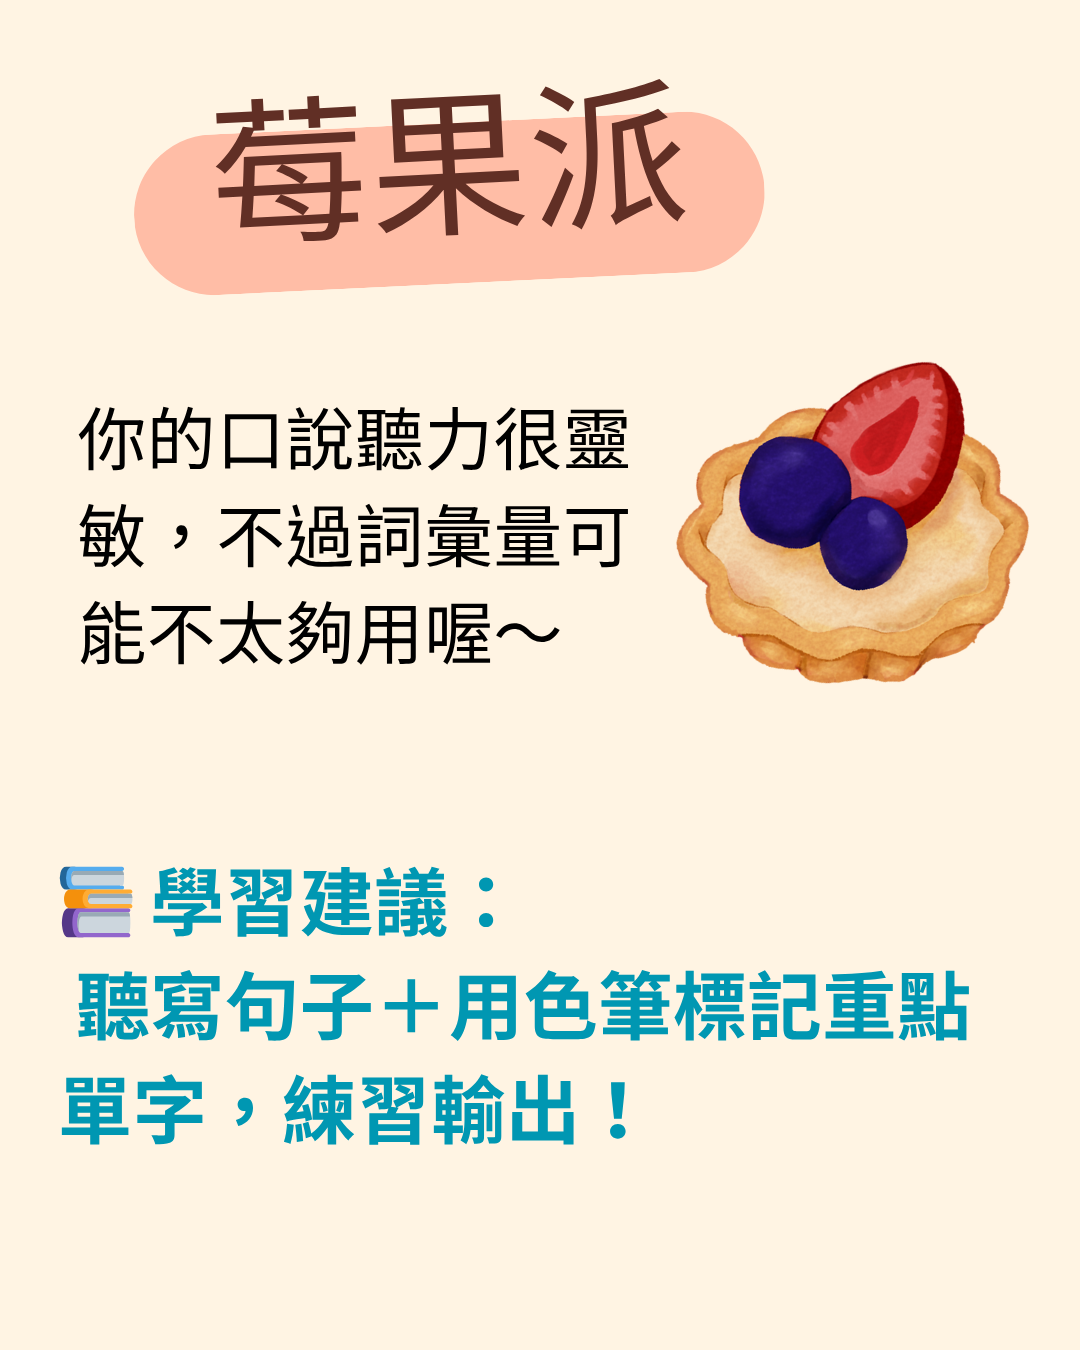 莓果派
你的口說聽力很靈
敏，不過詞彙量可
能不太夠用喔～
📚 學習建議：
聽寫句子＋用色筆標記重點
單字，練習輸出！